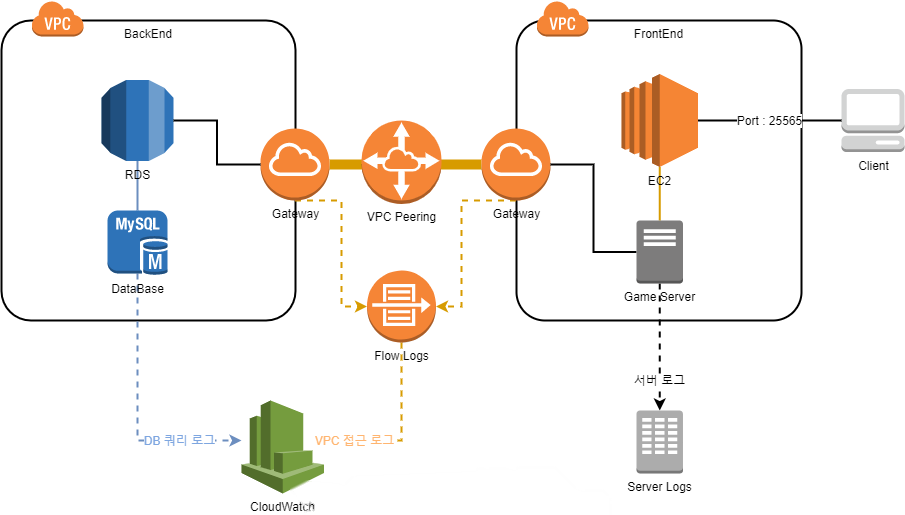 VPC
BackEnd
VPC
FrontEnd
RDS
Gateway
VPC Peering
Gateway
EC2
Port : 25565
Client
MySQL
M
DataBase
Game Server
Flow Logs
서버 로그
DB 쿼리 로그
VPC 접근 로그
CloudWatch
Server Logs